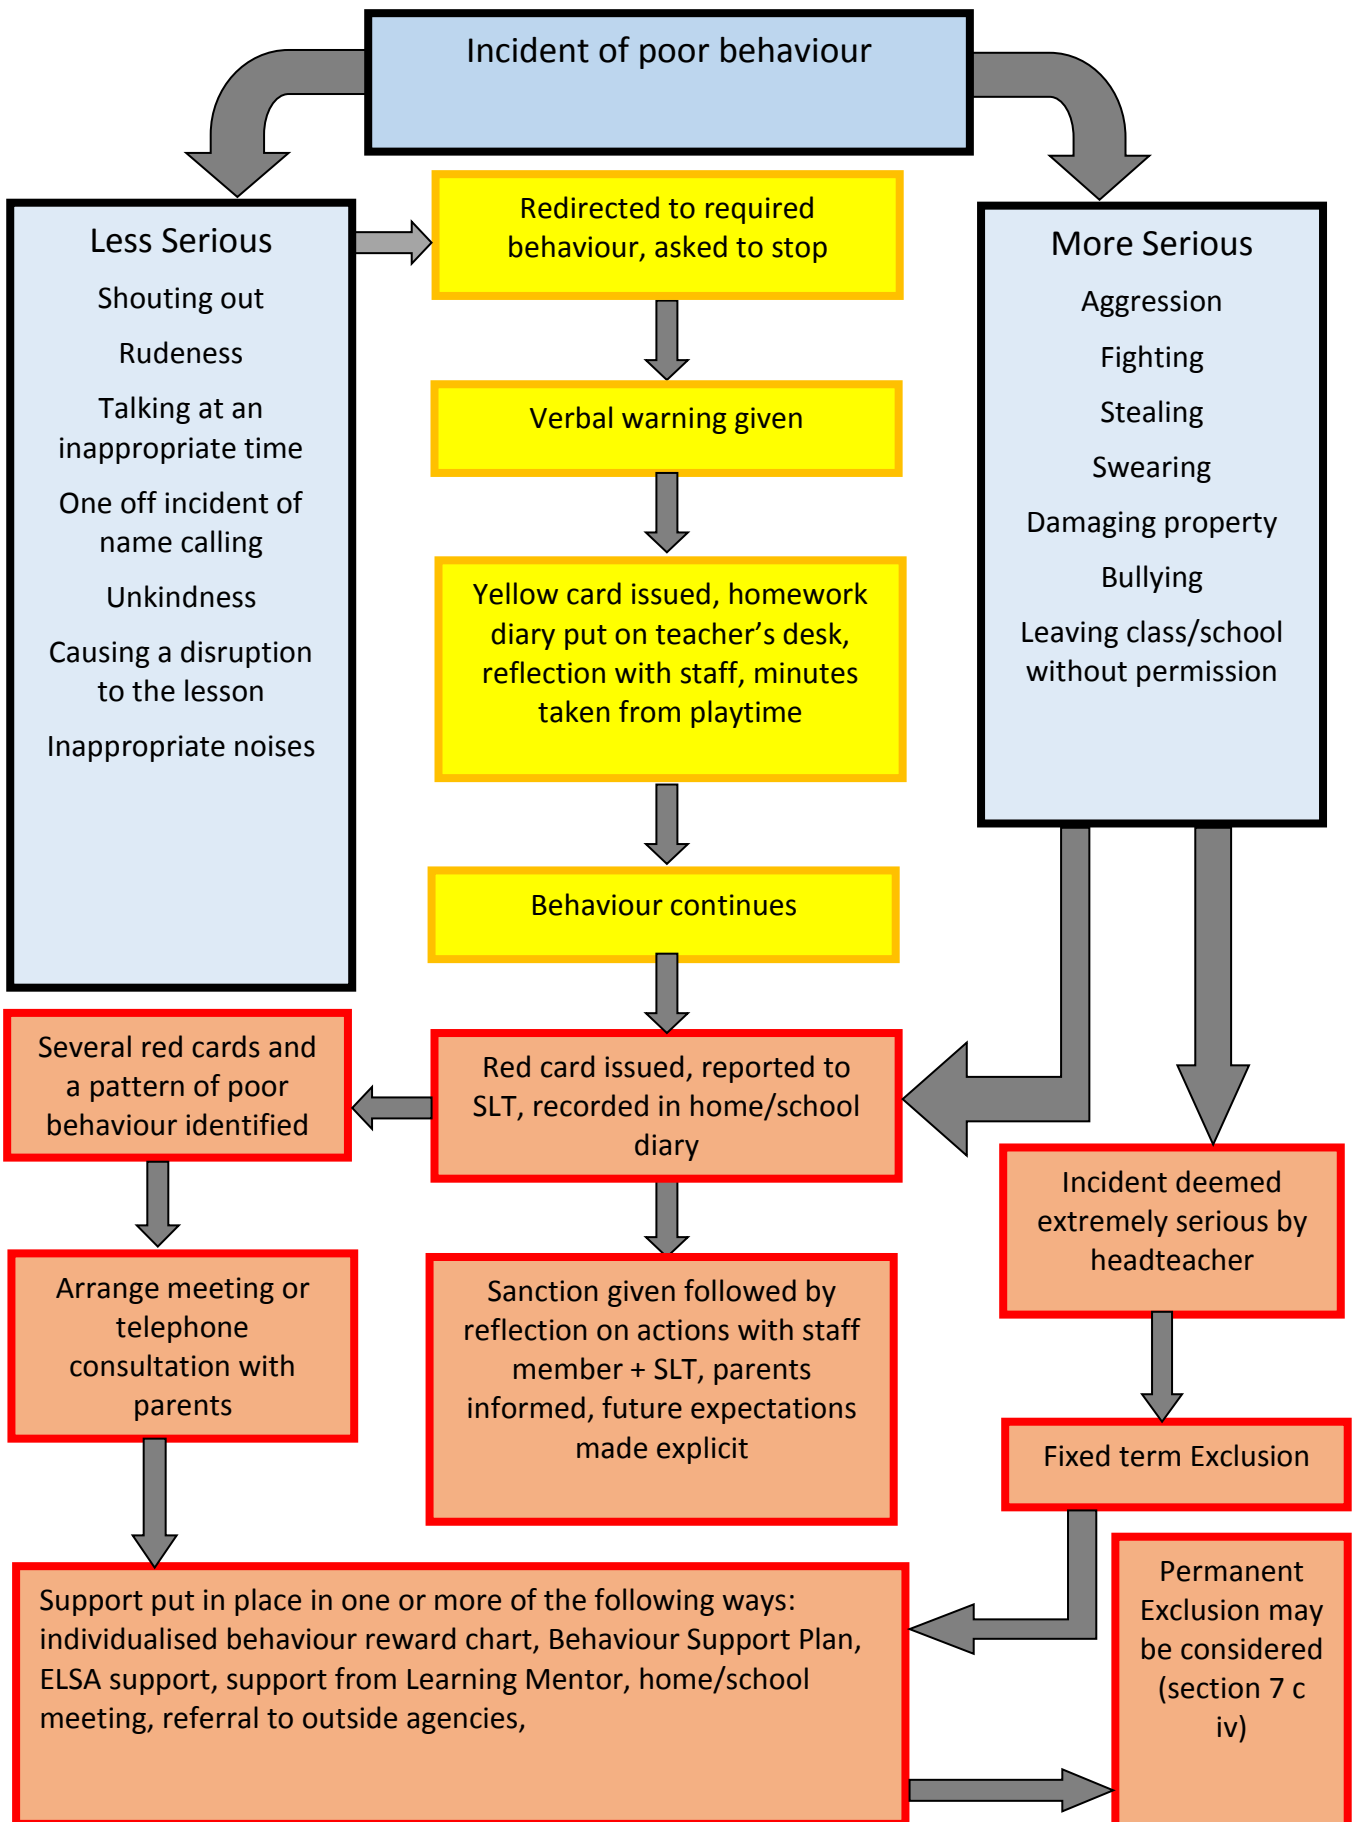 Incident of poor behaviour
Less Serious
Shouting out
Rudeness
Talking at an
inappropriate time
One off incident of
name calling
Unkindness
Causing a disruption
to the lesson
Inappropriate noises
Redirected to required
behaviour, asked to stop
Verbal warning given
Yellow card issued, homework
diary put on teacher’s desk,
reflection with staff, minutes
taken from playtime
Behaviour continues
More Serious
Aggression
Fighting
Stealing
Swearing
Damaging property
Bullying
Leaving class/school
without permission
Several red cards and
a pattern of poor
behaviour identified
Red card issued, reported to
SLT, recorded in home/school
diary
Incident deemed
extremely serious by
headteacher
Arrange meeting or
telephone
consultation with
parents
Sanction given followed by
reflection on actions with staff
member + SLT, parents
informed, future expectations
made explicit
Fixed term Exclusion
Support put in place in one or more of the following ways:
individualised behaviour reward chart, Behaviour Support Plan,
ELSA support, support from Learning Mentor, home/school
meeting, referral to outside agencies,
Permanent
Exclusion may
be considered
(section 7 c
iv)